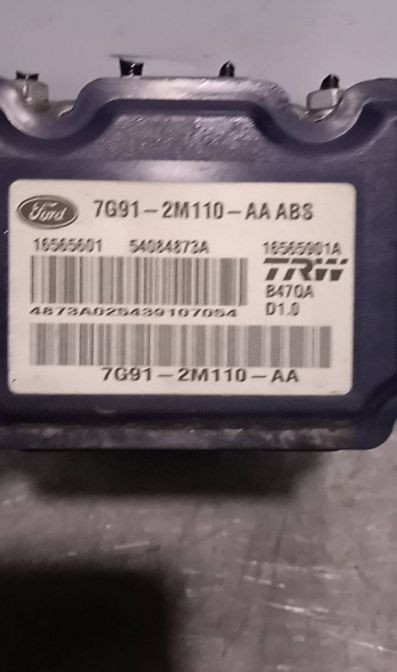 Ford 7G91-2M110-AA ABS
16565601 54084873A 16565901A
TRW
B470A
4873A025439107054 D1.0
7G91-2M110-AA